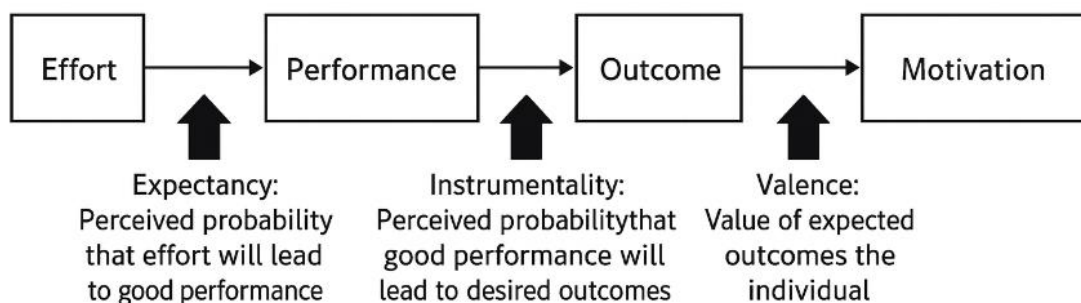 Effort
Performance
Outcome
Motivation
Expectancy:
Perceived probability
that effort will lead
to good performance
Instrumentality:
Perceived probabilitythat
good performance will
lead to desired outcomes
Valence:
Value of expected
outcomes the
individual